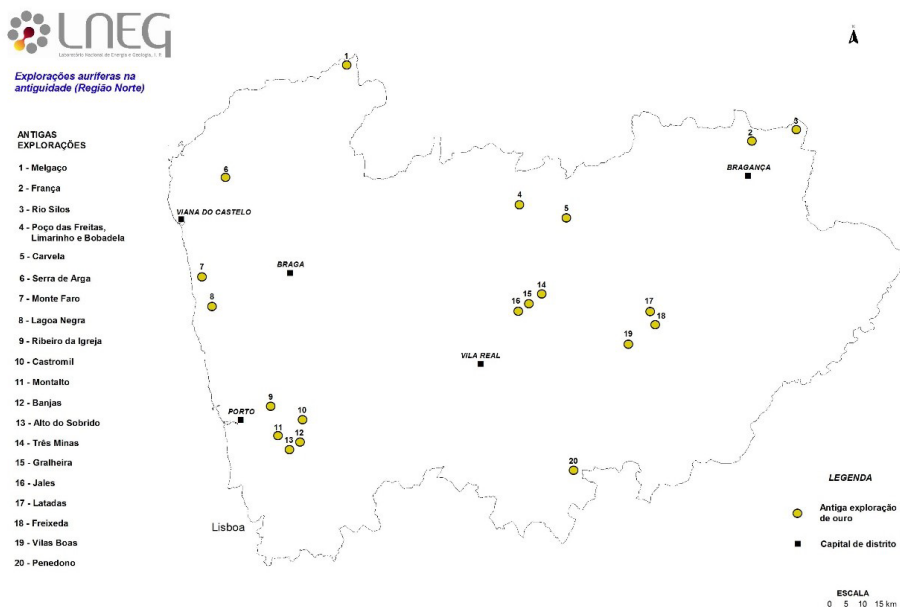 LNEG
Laboratório Nacional de Energia e Geologia, I. P.
Explorações auríferas na
antiguidade (Região Norte)
ANTIGAS
EXPLORAÇÕES
1 - Melgaço
2 - França
3 - Rio Silos
4 - Poço das Freitas,
Limarinho e Bobadela
5 - Carvela
6 - Serra de Arga
7 - Monte Faro
8 - Lagoa Negra
9 - Ribeiro da Igreja
10 - Castromil
11 - Montalto
12 - Banjas
13 - Alto do Sobrido
14 - Três Minas
15 - Gralheira
16 - Jales
17 - Latadas
18 - Freixeda
19 - Vilas Boas
20 - Penedono
1
3
2
BRAGANÇA
6
4
5
VIANA DO CASTELO
BRAGA
7
8
14
15
16
17
18
19
VILA REAL
9
PORTO
10
11
12
13
20
Lisboa
LEGENDA
Antiga exploração
de ouro
Capital de distrito
ESCALA
0 5 10 15 km